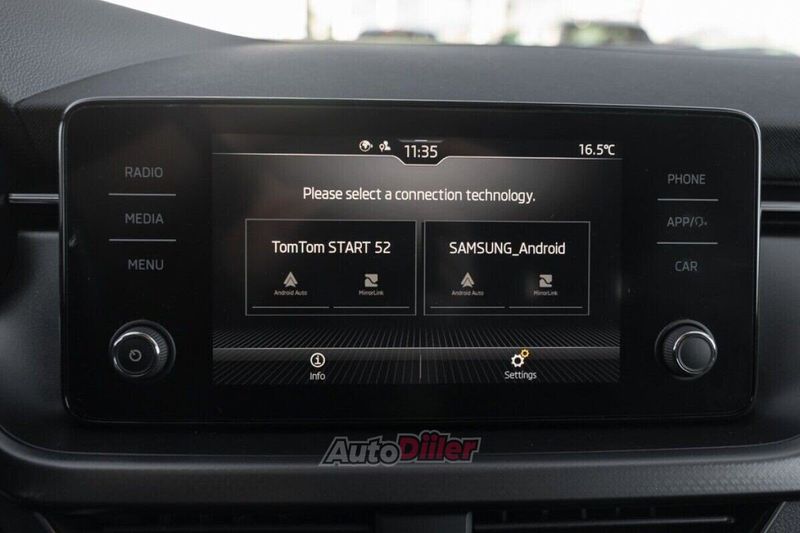 11:35
16.5°C
RADIO
MEDIA
MENU
Please select a connection technology.
TomTom START 52
Android Auto
MirrorLink
SAMSUNG_Android
Android Auto
MirrorLink
Info
Settings
PHONE
APP/
CAR
AutoDiiler